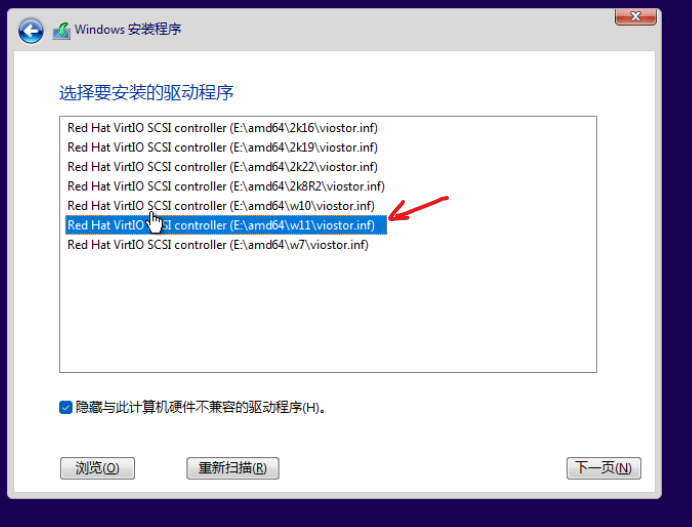 Windows 安装程序
选择要安装的驱动程序
Red Hat VirtIO SCSI controller (E:\amd64\2k16\viostor.inf)
Red Hat VirtIO SCSI controller (E:\amd64\2k19\viostor.inf)
Red Hat VirtIO SCSI controller (E:\amd64\2k22\viostor.inf)
Red Hat VirtIO SCSI controller (E:\amd64\2k8R2\viostor.inf)
Red Hat VirtIO SCSI controller (E:\amd64\w10\viostor.inf)
Red Hat VirtIO SCSI controller (E:\amd64\w11\viostor.inf)
Red Hat VirtIO SCSI controller (E:\amd64\w7\viostor.inf)
隐藏与此计算机硬件不兼容的驱动程序(H)。
浏览(O) 重新扫描(R) 下一页(N)